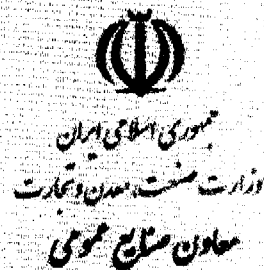 جمهوری اسلامی ایران
وزارت صنعت، معدن و تجارت
معاون صنایع عمومی